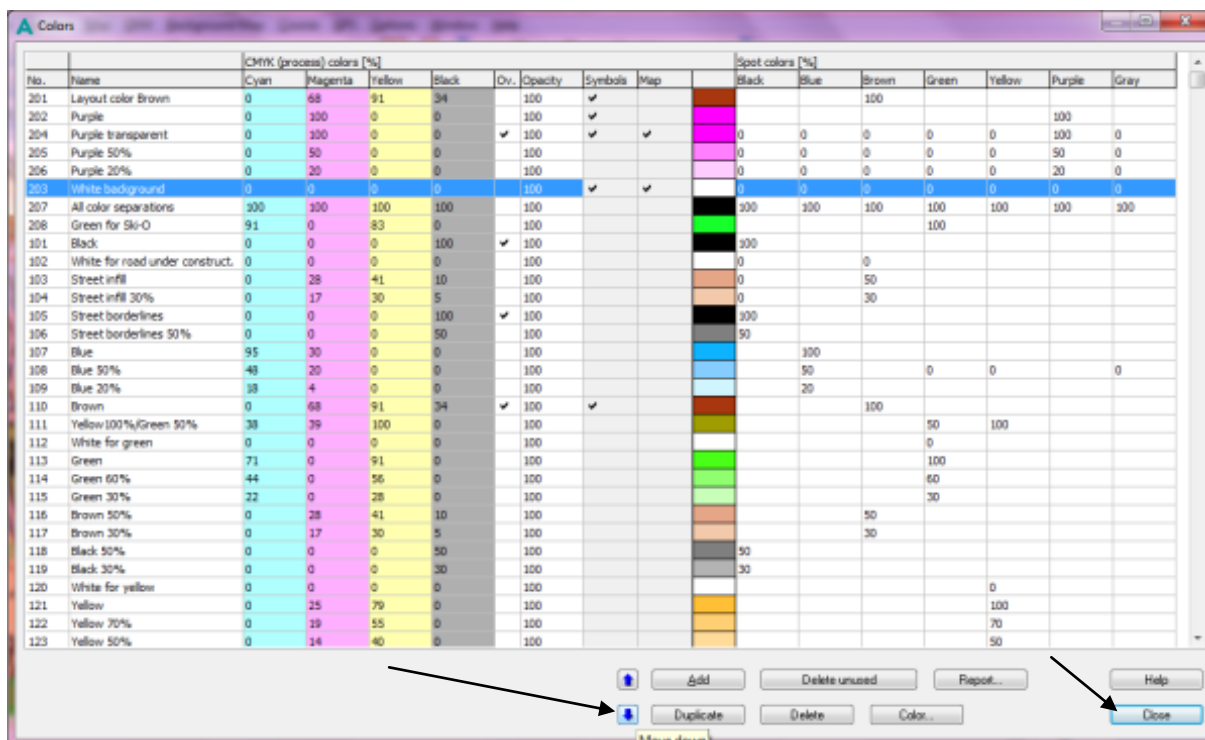 Colors
CMYK (process) colors [%] Spot colors [%]
No. Name Cyan Magenta Yellow Black Ov. Opacity Symbols Map Black Blue Brown Green Yellow Purple Gray
201 Layout color Brown 0 68 91 34 100 ✔ 100
202 Purple 0 100 0 0 100 ✔ 100
204 Purple transparent 0 100 0 0 ✔ 100 ✔ ✔ 0 0 0 0 0 100 0
205 Purple 50% 0 50 0 0 100 0 0 0 0 0 50 0
206 Purple 20% 0 20 0 0 100 0 0 0 0 0 20 0
203 White background 0 0 0 0 100 ✔ ✔ 0 0 0 0 0 0 0
207 All color separations 100 100 100 100 100 100 100 100 100 100 100 100
208 Green for Ski-O 91 0 83 0 100 100
101 Black 0 0 0 100 ✔ 100 100
102 White for road under construct. 0 0 0 0 100 0 0
103 Street infill 0 28 41 10 100 0 50
104 Street infill 30% 0 17 30 5 100 0 30
105 Street borderlines 0 0 0 100 ✔ 100 100
106 Street borderlines 50% 0 0 0 50 100 50
107 Blue 95 30 0 0 100 100
108 Blue 50% 48 20 0 0 100 50 0 0 0
109 Blue 20% 18 4 0 0 100 20
110 Brown 0 68 91 34 ✔ 100 ✔ 100
111 Yellow100%/Green 50% 38 39 100 0 100 50 100
112 White for green 0 0 0 0 100 0
113 Green 71 0 91 0 100 100
114 Green 60% 44 0 56 0 100 60
115 Green 30% 22 0 28 0 100 30
116 Brown 50% 0 28 41 10 100 50
117 Brown 30% 0 17 30 5 100 30
118 Black 50% 0 0 0 50 100 50
119 Black 30% 0 0 0 30 100 30
120 White for yellow 0 0 0 0 100 0
121 Yellow 0 25 79 0 100 100
122 Yellow 70% 0 19 55 0 100 70
123 Yellow 50% 0 14 40 0 100 50
Add Delete unused Report... Help
Duplicate Delete Color... Close
Move down